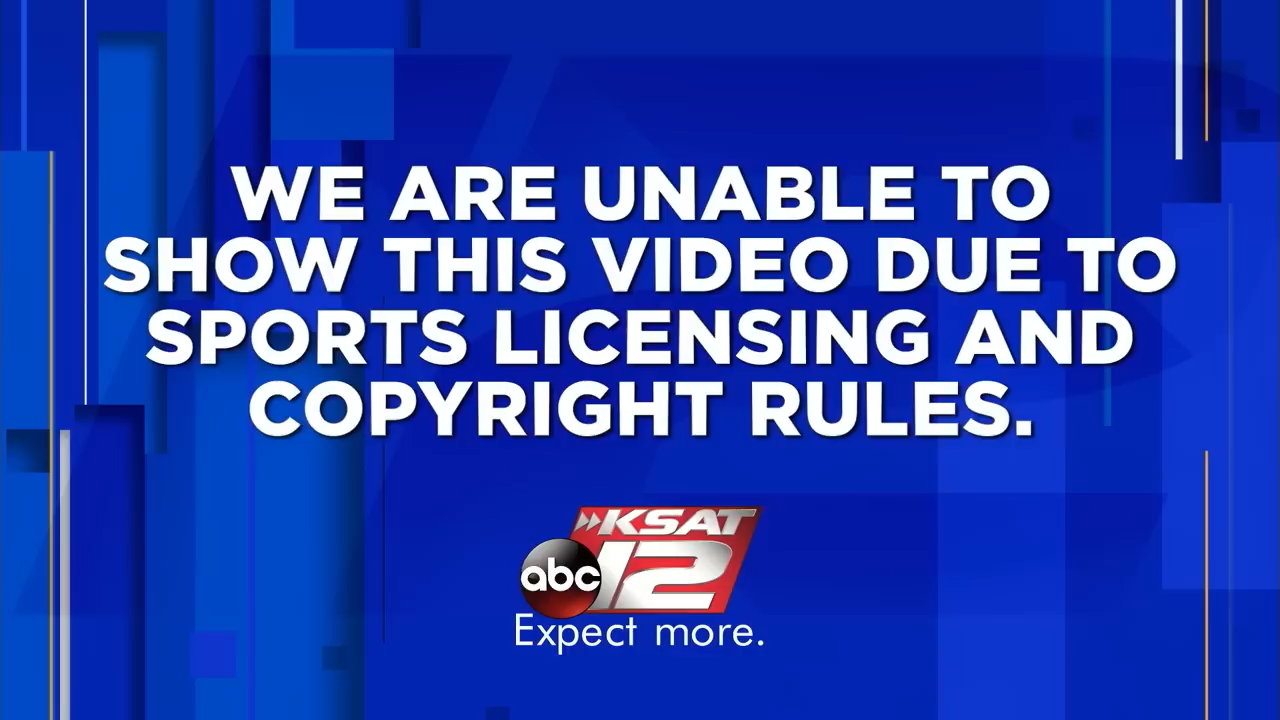 WE ARE UNABLE TO
SHOW THIS VIDEO DUE TO
SPORTS LICENSING AND
COPYRIGHT RULES.
KSAT
abc 12
Expect more.